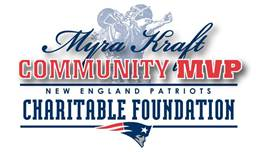 Myra Kraft
COMMUNITY MVP
NEW ENGLAND PATRIOTS
CHARITABLE FOUNDATION